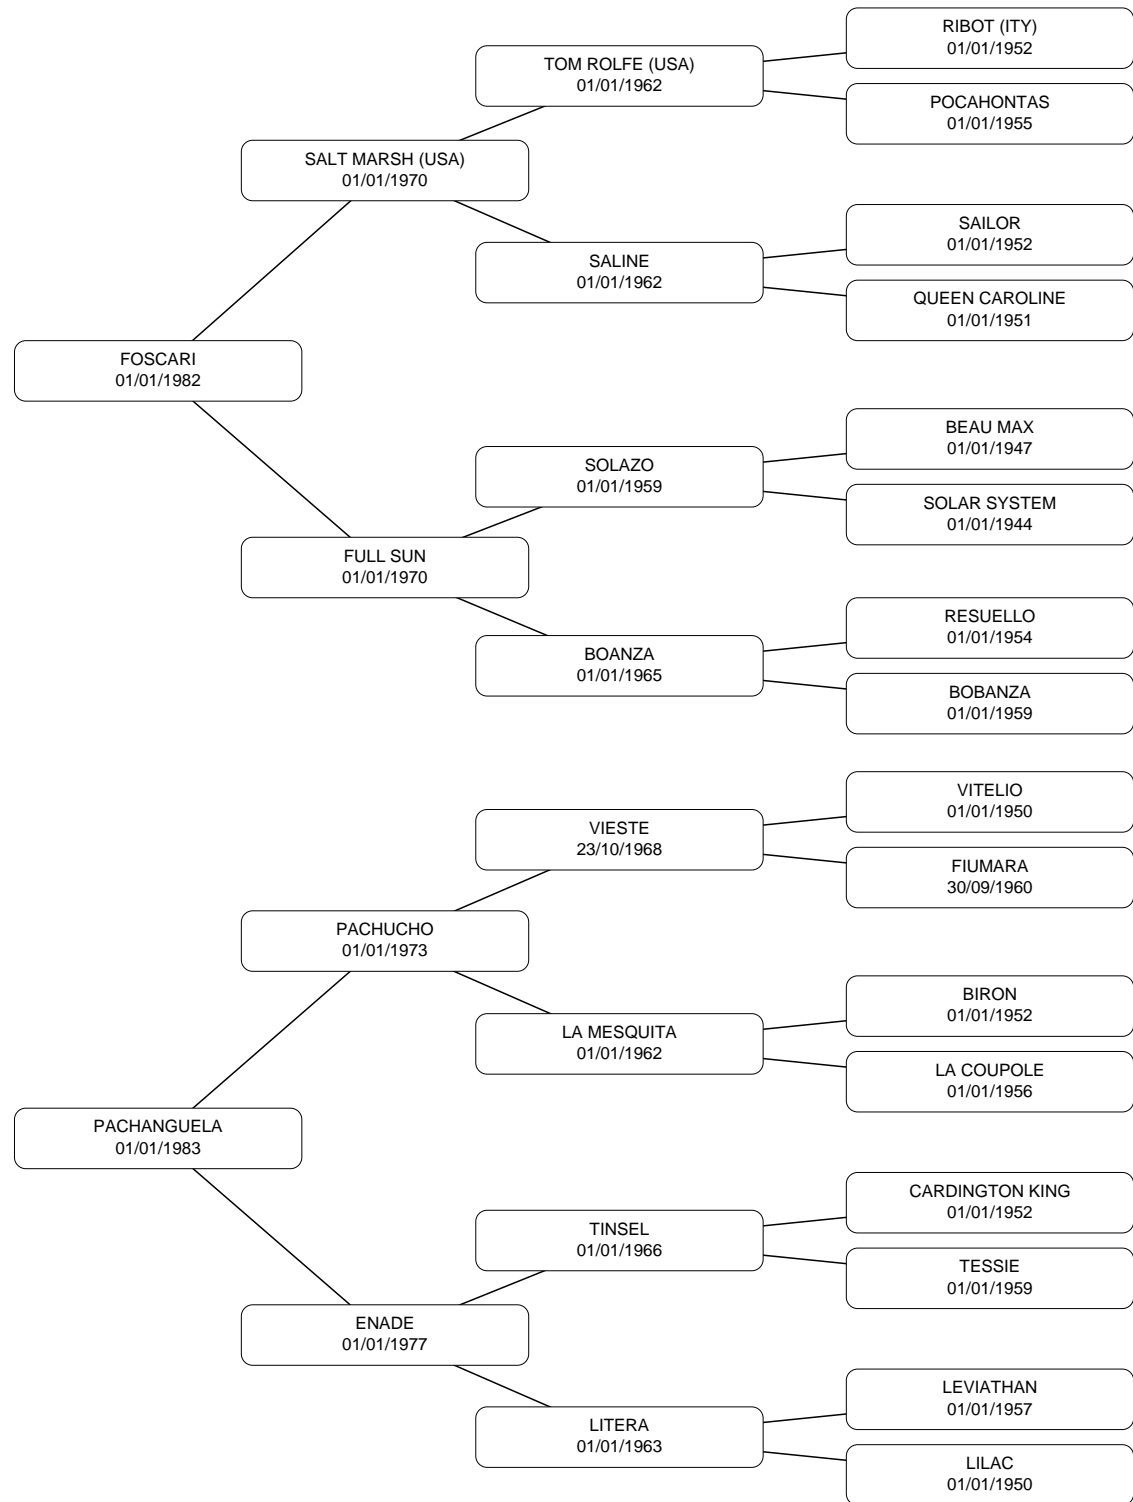 RIBOT (ITY)
01/01/1952
TOM ROLFE (USA)
01/01/1962
POCAHONTAS
01/01/1955
SALT MARSH (USA)
01/01/1970
SAILOR
01/01/1952
SALINE
01/01/1962
QUEEN CAROLINE
01/01/1951
FOSCARI
01/01/1982
BEAU MAX
01/01/1947
SOLAZO
01/01/1959
SOLAR SYSTEM
01/01/1944
FULL SUN
01/01/1970
RESUELLO
01/01/1954
BOANZA
01/01/1965
BOBANZA
01/01/1959
VITELIO
01/01/1950
VIESTE
23/10/1968
FIUMARA
30/09/1960
PACHUCHO
01/01/1973
BIRON
01/01/1952
LA MESQUITA
01/01/1962
LA COUPOLE
01/01/1956
PACHANGUELA
01/01/1983
CARDINGTON KING
01/01/1952
TINSEL
01/01/1966
TESSIE
01/01/1959
ENADE
01/01/1977
LEVIATHAN
01/01/1957
LITERA
01/01/1963
LILAC
01/01/1950